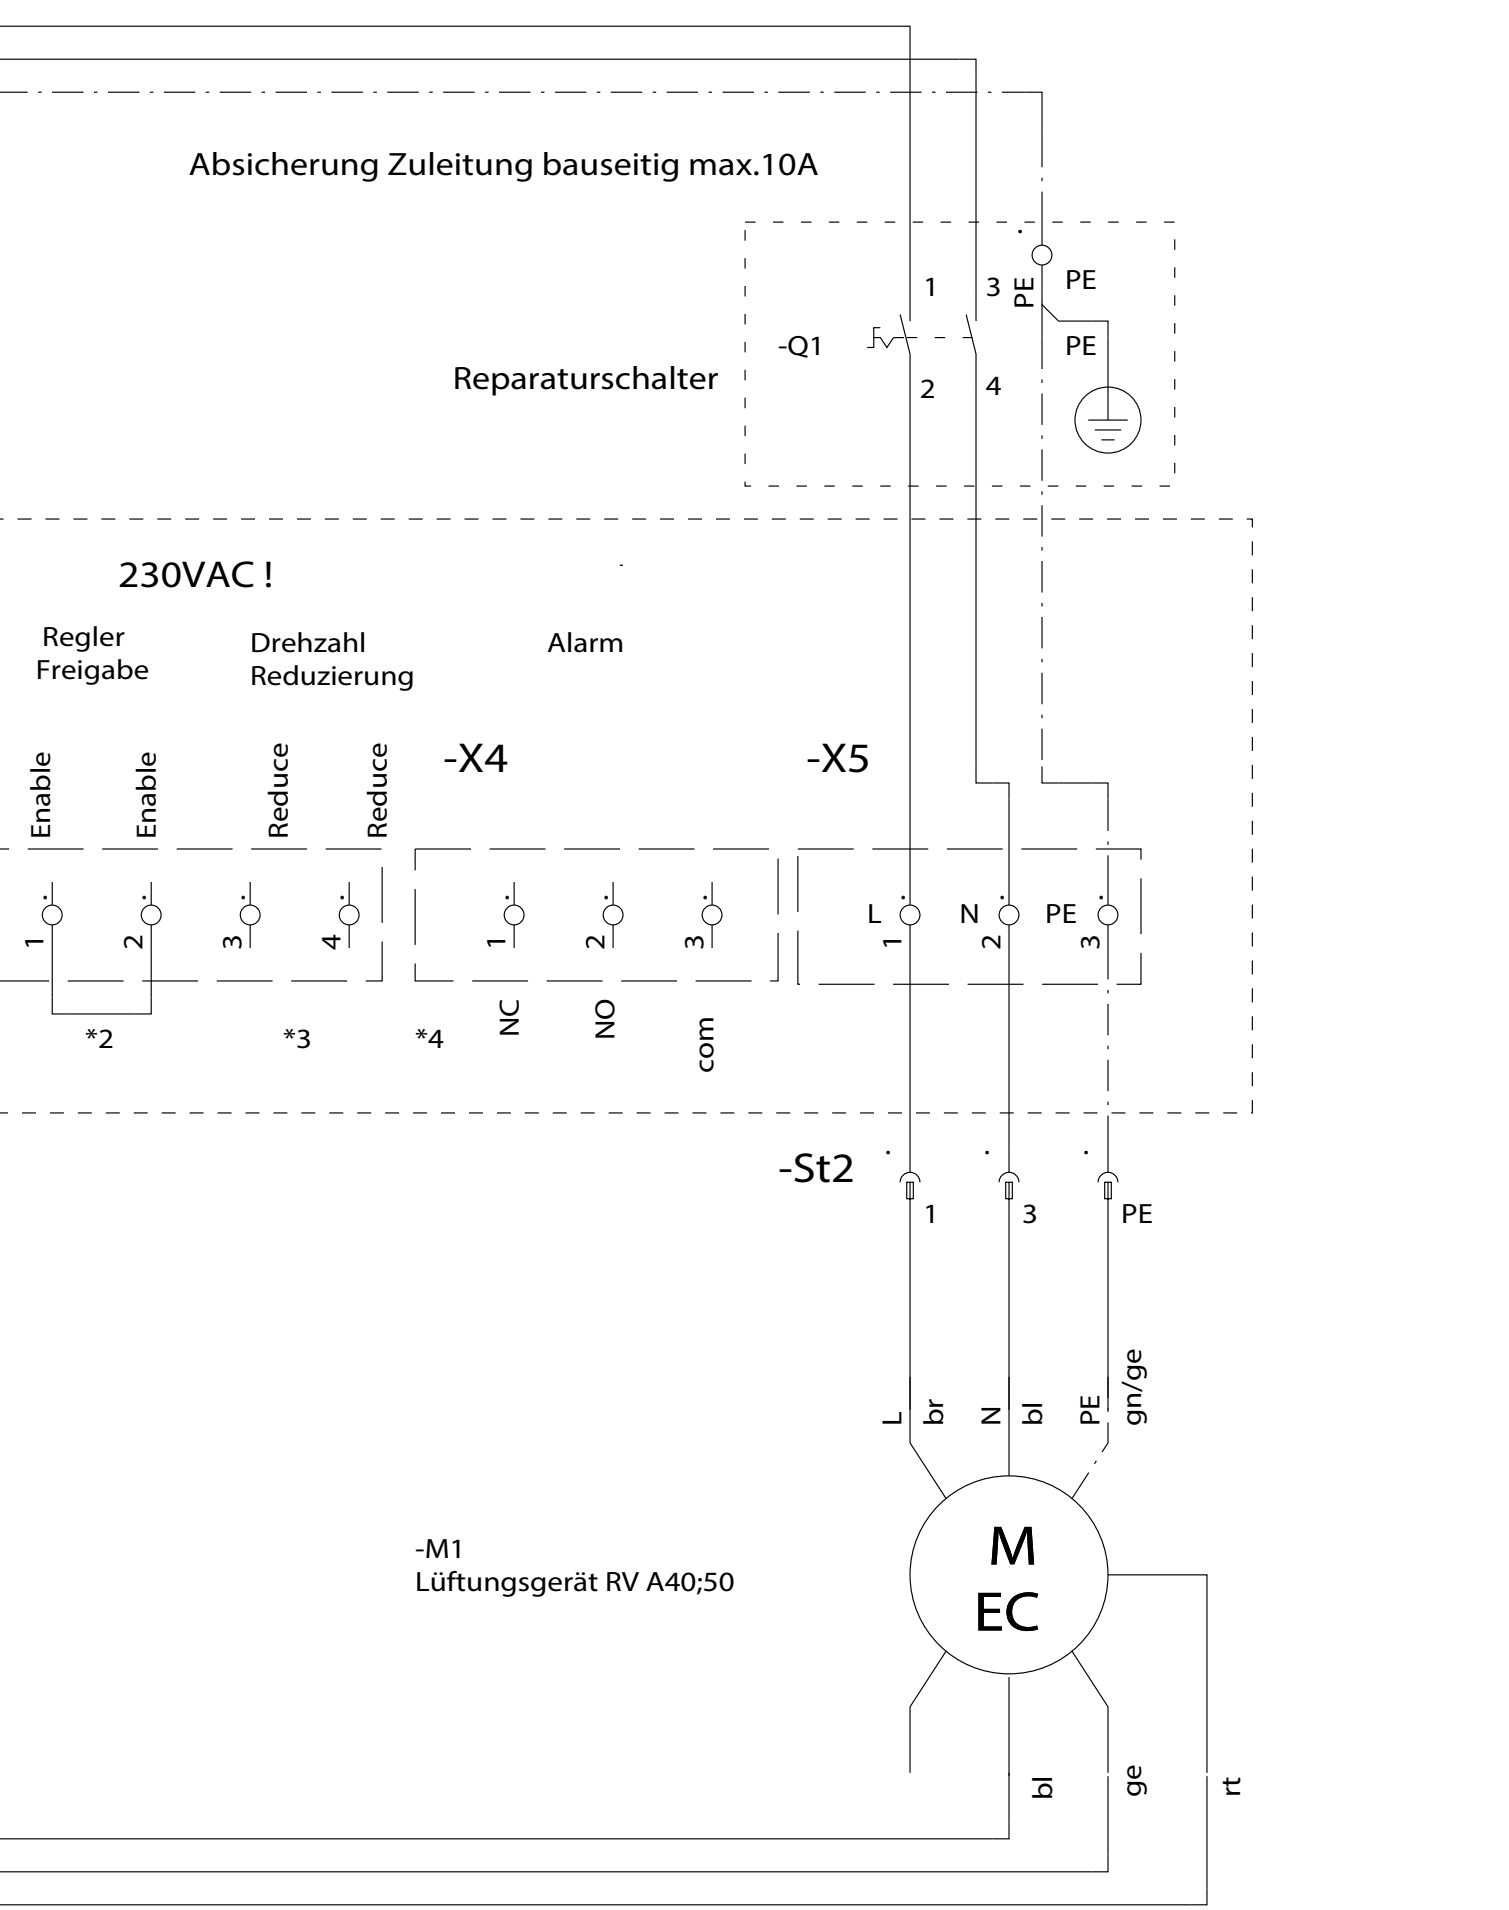 Absicherung Zuleitung bauseitig max.10A
1
3
PE
PE
-Q1
PE
Reparaturschalter
2
4
230VAC !
Regler
Freigabe
Drehzahl
Reduzierung
Alarm
Enable
Enable
Reduce
Reduce
-X4
-X5
L
N
PE
1
2
3
4
1
2
3
1
2
3
*2
*3
*4
NC
NO
com
-St2
1
3
PE
L
br
N
bl
PE
gn/ge
M
EC
-M1
Lüftungsgerät RV A40;50
bl
ge
rt